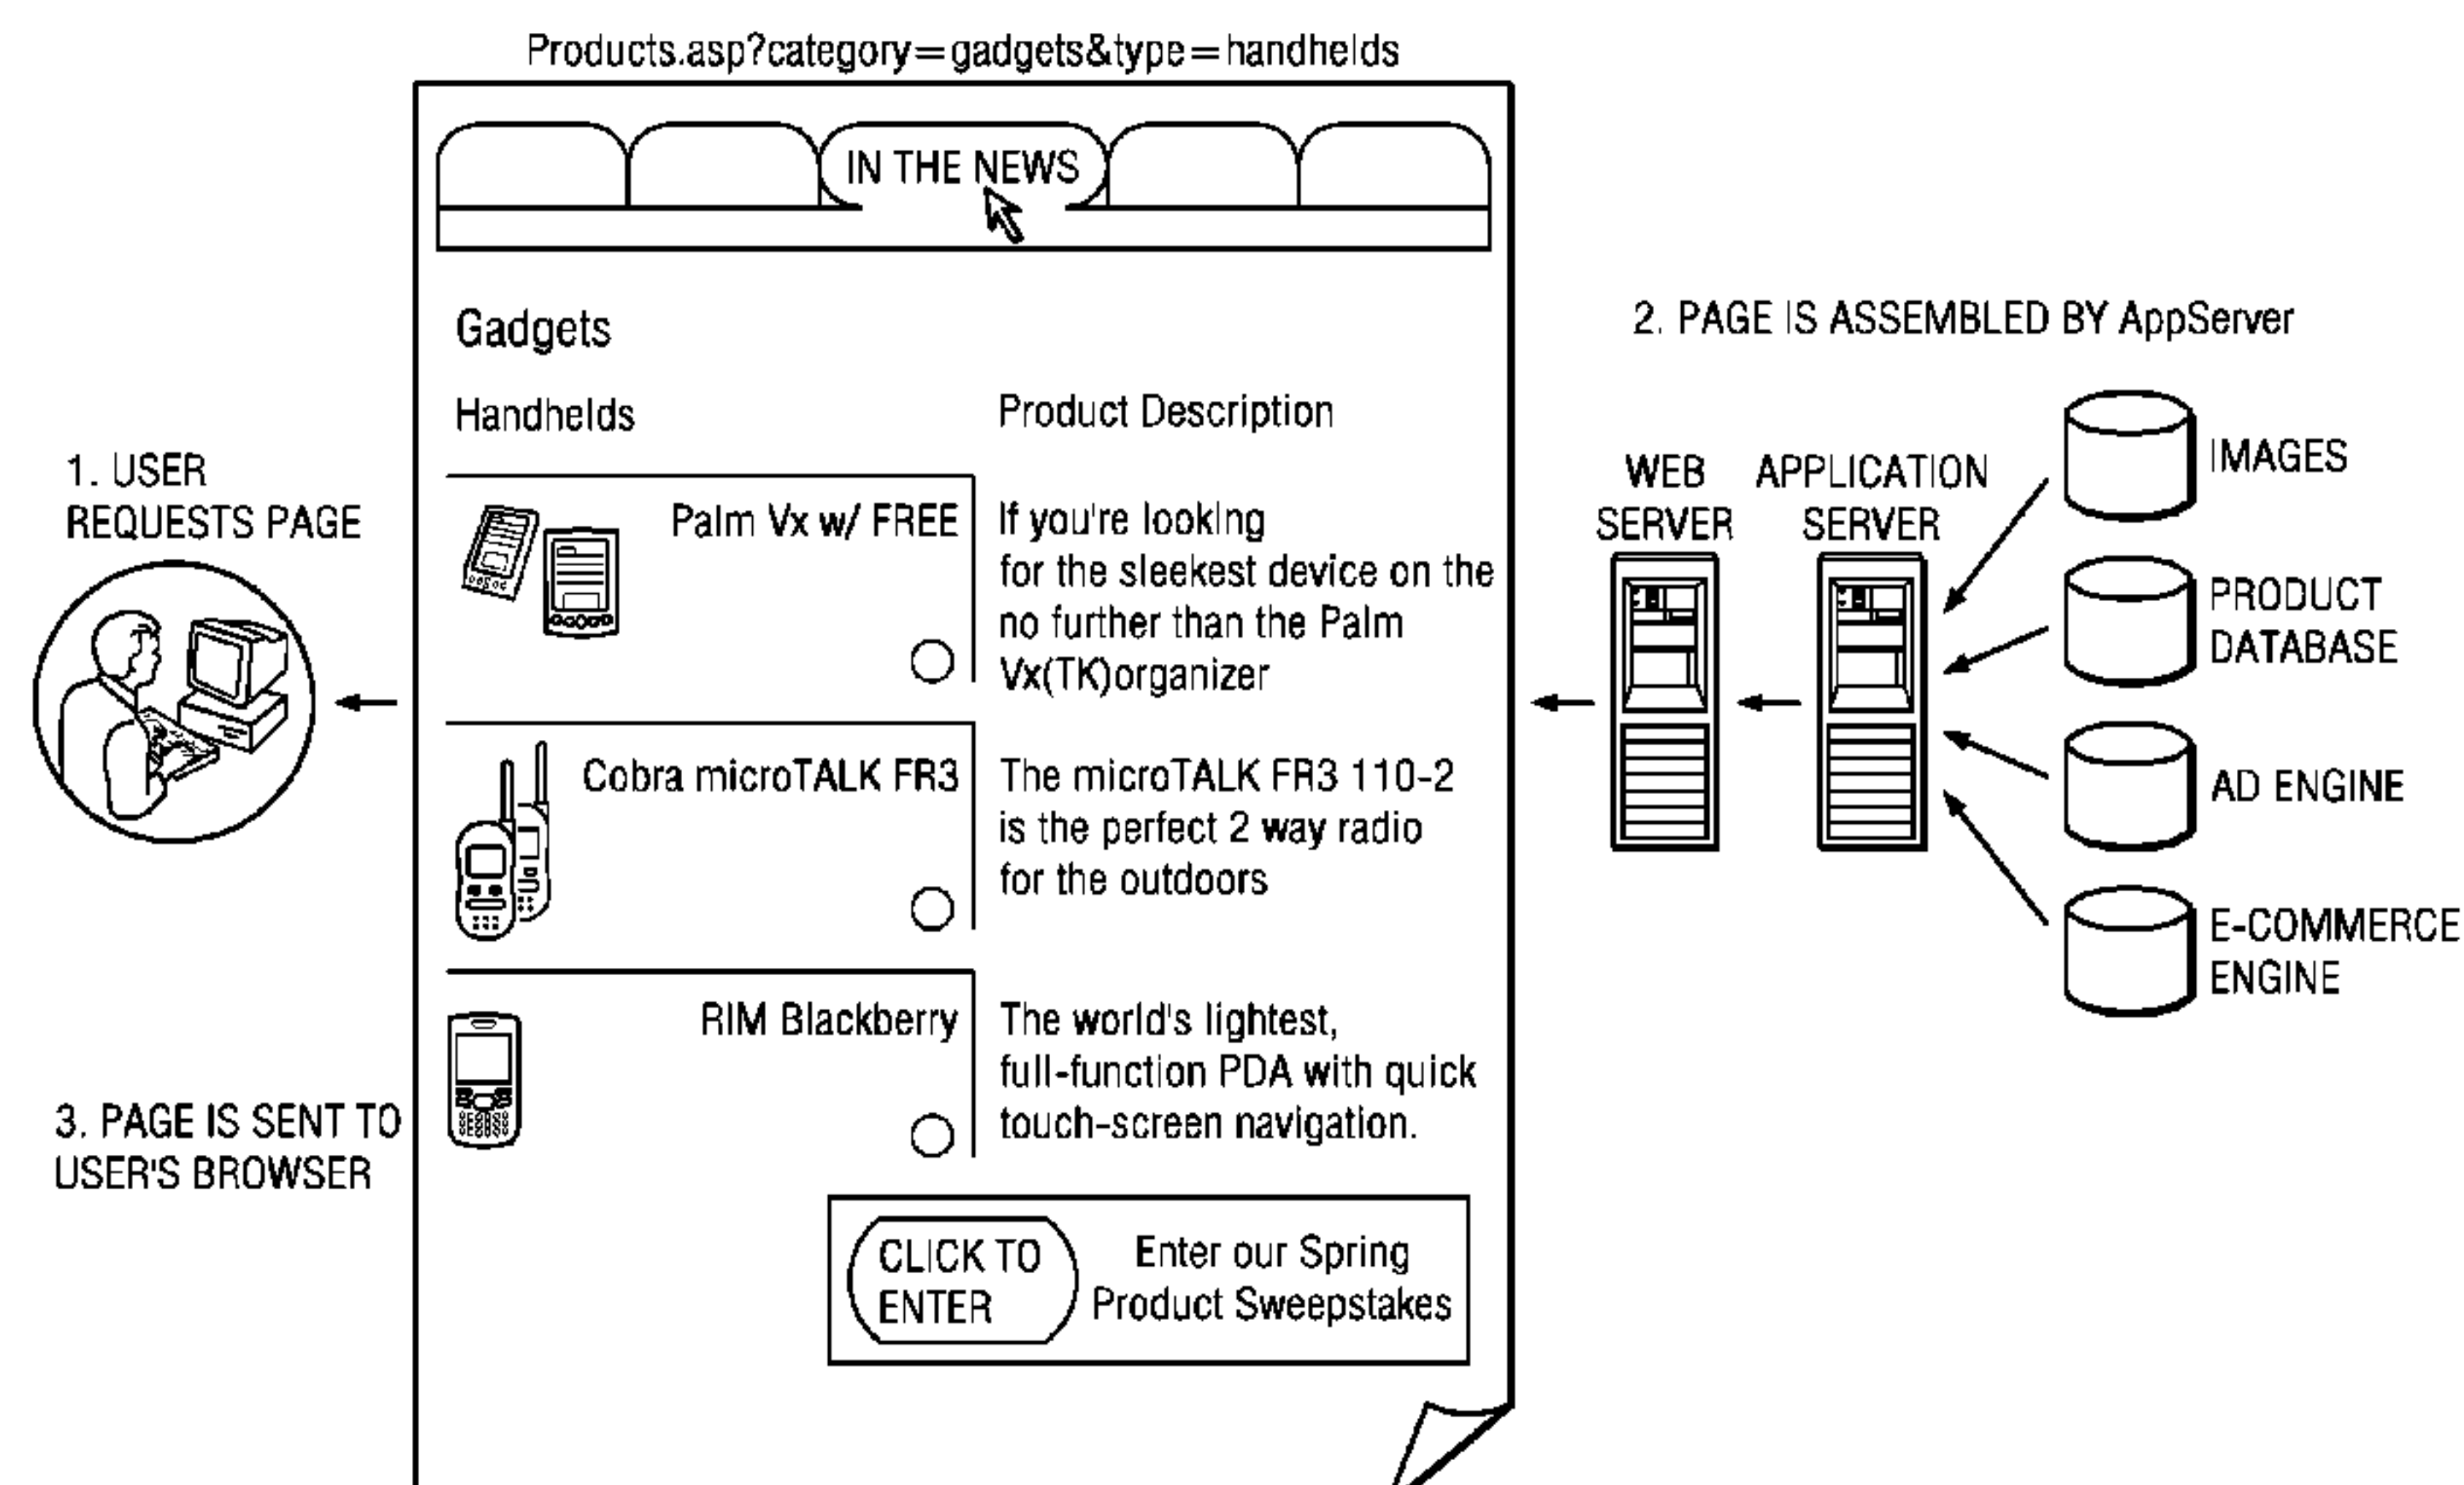 Products.asp?category=gadgets&type=handhelds
IN THE NEWS
Gadgets
Handhelds
Product Description
Palm Vx w/ FREE
If you're looking
for the sleekest device on the
no further than the Palm
Vx(TK)organizer
Cobra microTALK FR3
The microTALK FR3 110-2
is the perfect 2 way radio
for the outdoors
RIM Blackberry
The world's lightest,
full-function PDA with quick
touch-screen navigation.
CLICK TO
ENTER
Enter our Spring
Product Sweepstakes
1. USER
REQUESTS PAGE
2. PAGE IS ASSEMBLED BY AppServer
WEB
SERVER
APPLICATION
SERVER
IMAGES
PRODUCT
DATABASE
AD ENGINE
E-COMMERCE
ENGINE
3. PAGE IS SENT TO
USER'S BROWSER